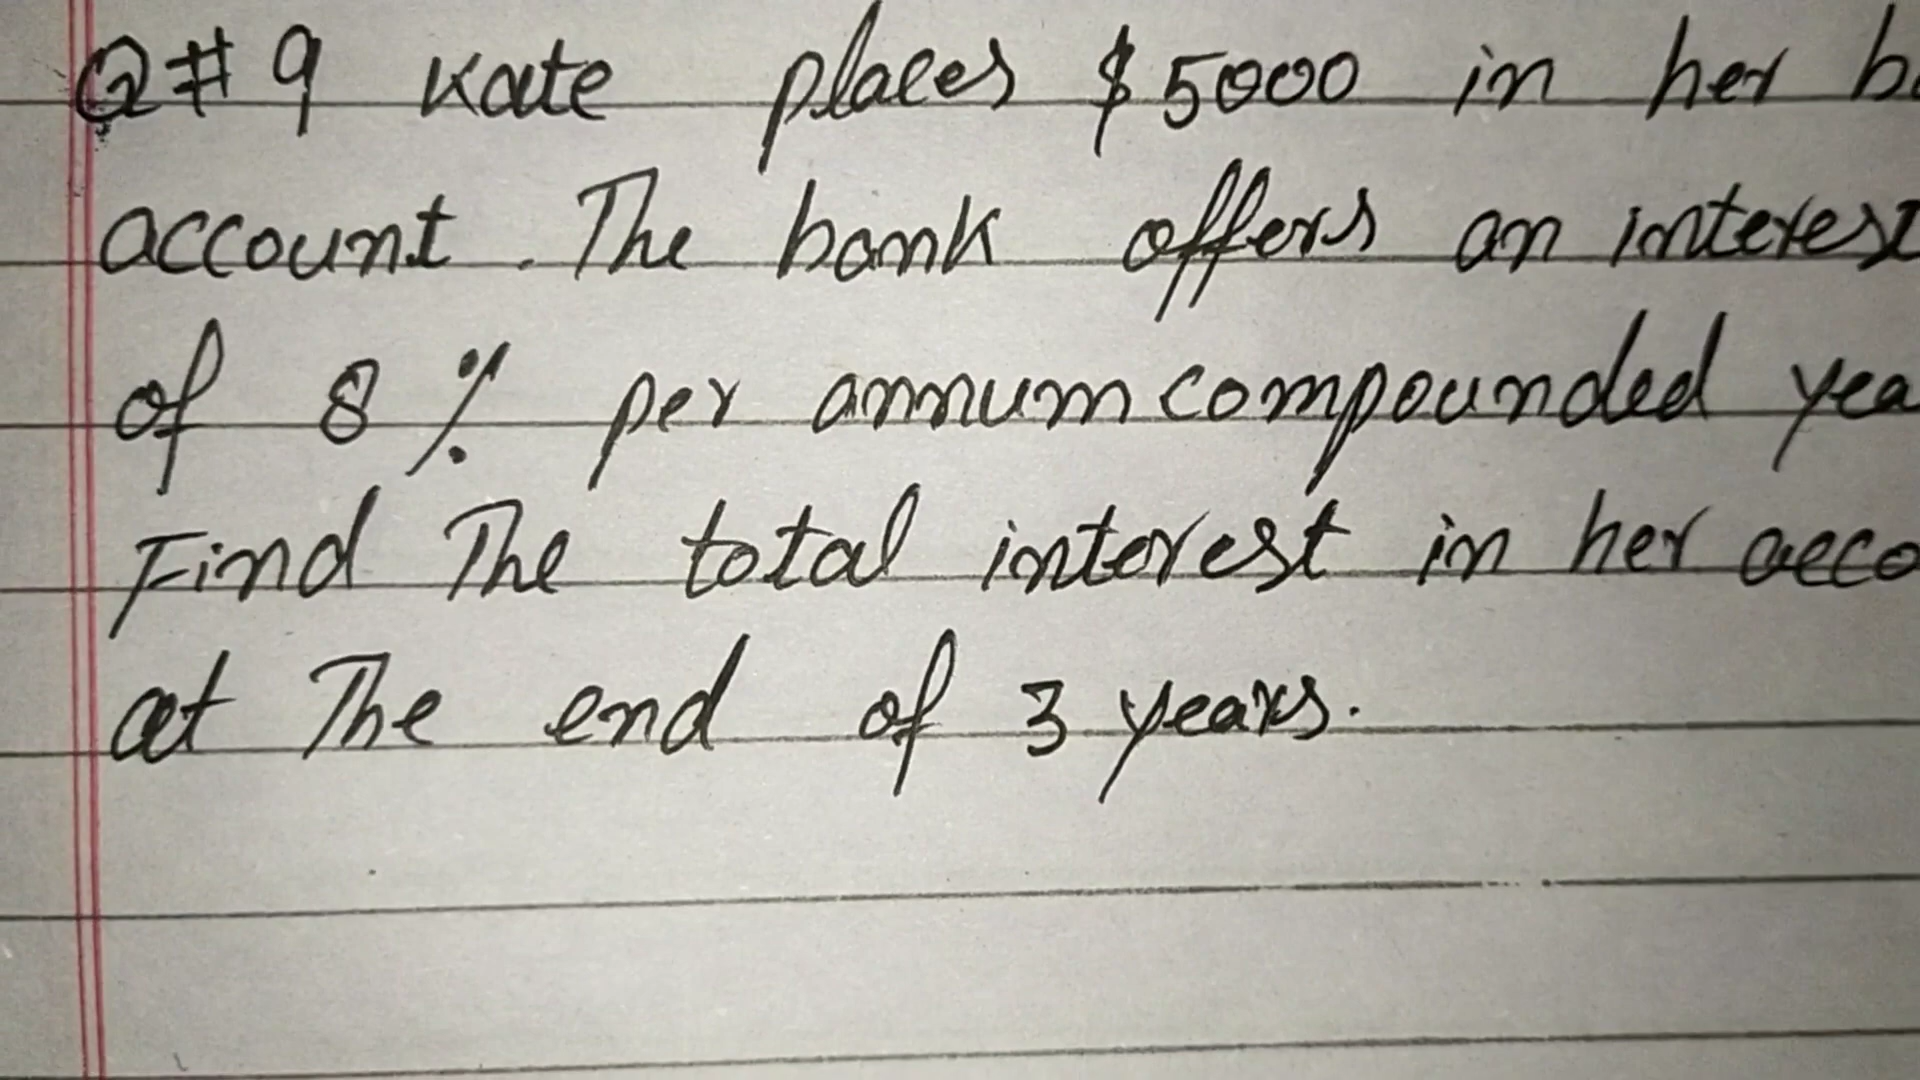 Q#9 Kate places $5000 in her
account. The bank offers an interest
of 8% per annum compounded
Find The total interest in her
at The end of 3 years.